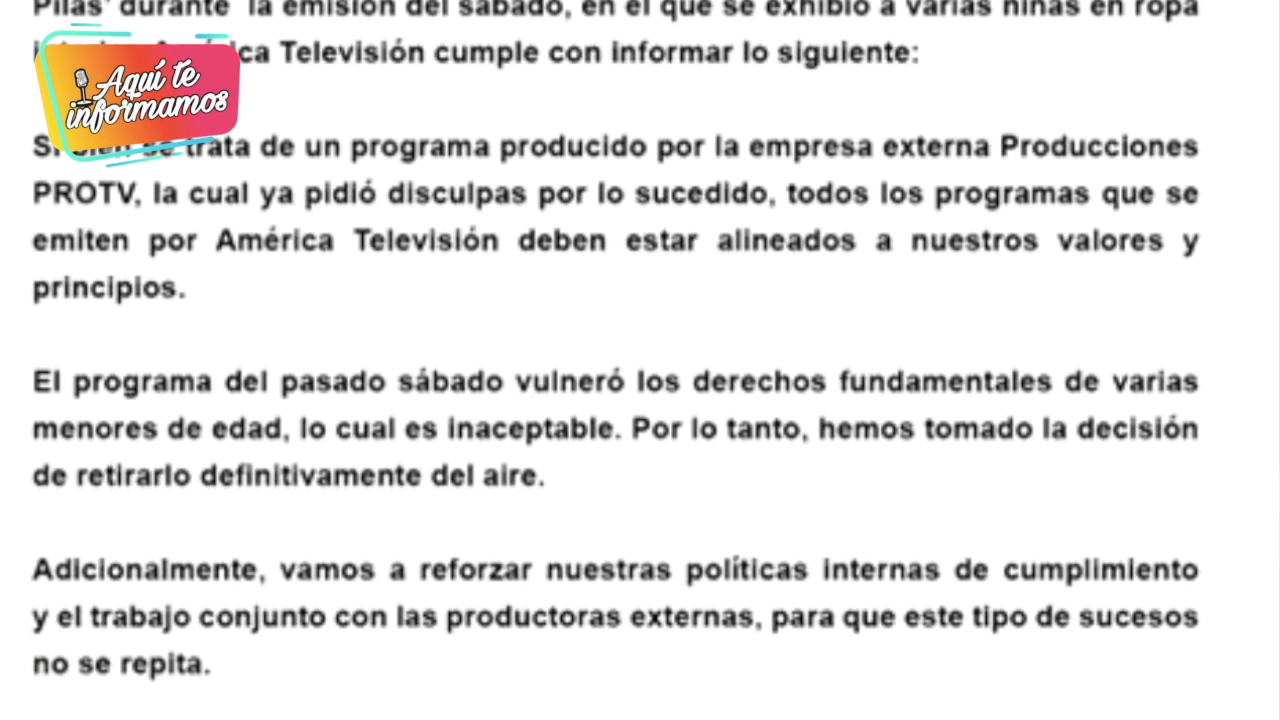 Pilas' durante la emisión del sábado, en el que se exhibió a varias niñas en ropa
América Televisión cumple con informar lo siguiente:
Aquí te
informamos
Si bien se trata de un programa producido por la empresa externa Producciones
PROTV, la cual ya pidió disculpas por lo sucedido, todos los programas que se
emiten por América Televisión deben estar alineados a nuestros valores y
principios.
El programa del pasado sábado vulneró los derechos fundamentales de varias
menores de edad, lo cual es inaceptable. Por lo tanto, hemos tomado la decisión
de retirarlo definitivamente del aire.
Adicionalmente, vamos a reforzar nuestras políticas internas de cumplimiento
y el trabajo conjunto con las productoras externas, para que este tipo de sucesos
no se repita.